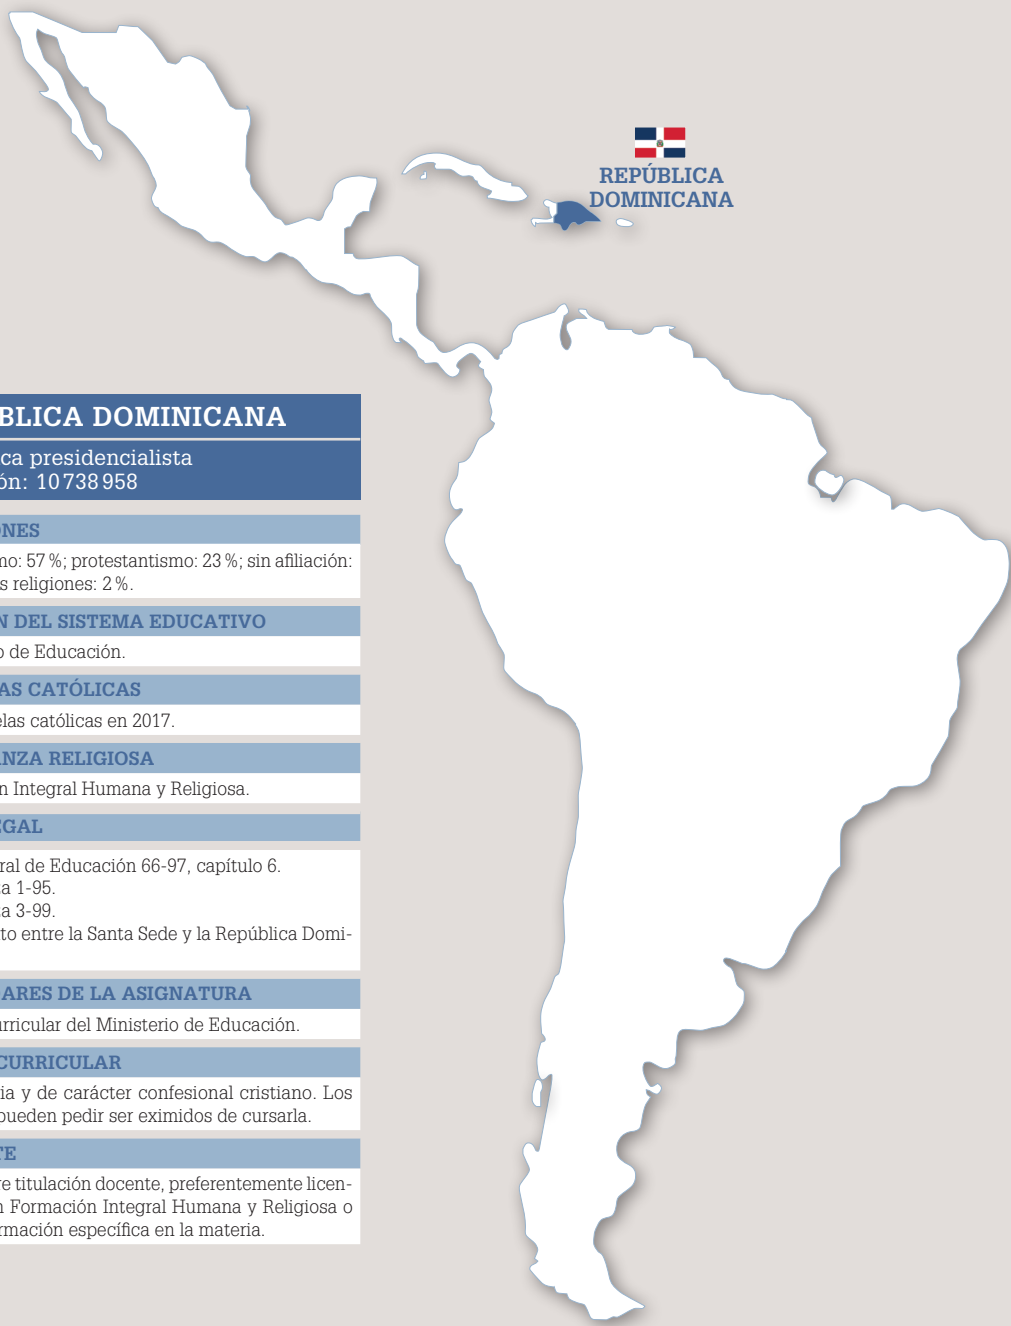 REPÚBLICA
DOMINICANA
BLICA DOMINICANA
ca presidencialista
ón: 10 738 958
ONES
mo: 57 %; protestantismo: 23 %; sin afiliación:
s religiones: 2 %.
N DEL SISTEMA EDUCATIVO
o de Educación.
AS CATÓLICAS
elas católicas en 2017.
ANZA RELIGIOSA
n Integral Humana y Religiosa.
EGAL
ral de Educación 66-97, capítulo 6.
a 1-95.
a 3-99.
to entre la Santa Sede y la República Domi-
ARES DE LA ASIGNATURA
urricular del Ministerio de Educación.
CURRICULAR
ia y de carácter confesional cristiano. Los
pueden pedir ser eximidos de cursarla.
TE
re titulación docente, preferentemente licen-
n Formación Integral Humana y Religiosa o
rmación específica en la materia.